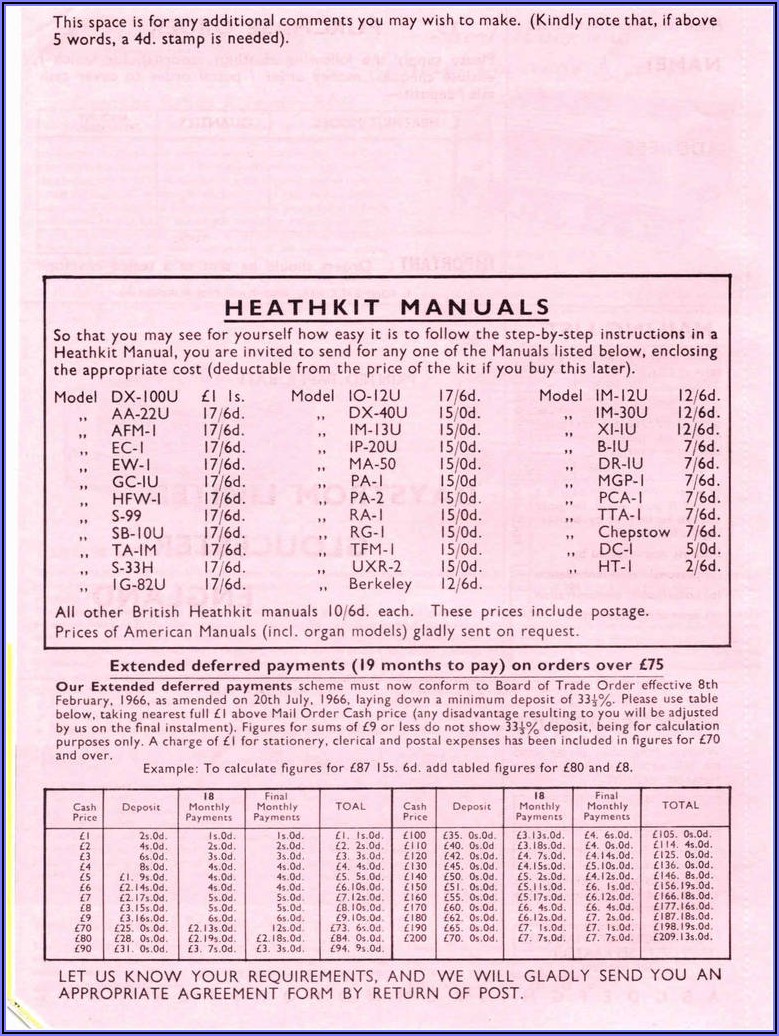 This space is for any additional comments you may wish to make. (Kindly note that, if above
5 words, a 4d. stamp is needed).
HEATHKIT MANUALS
So that you may see for yourself how easy it is to follow the step-by-step instructions in a
Heathkit Manual, you are invited to send for any one of the Manuals listed below, enclosing
the appropriate cost (deductable from the price of the kit if you buy this later).
Model DX-100U £1 1s. Model IO-12U 17/6d. Model IM-12U 12/6d.
,, AA-22U 17/6d. ,, DX-40U 15/0d. ,, IM-30U 12/6d.
,, AFM-1 17/6d. ,, IM-13U 15/0d. ,, XI-IU 12/6d.
,, EC-1 17/6d. ,, IP-20U 15/0d. ,, B-IU 7/6d.
,, EW-1 17/6d. ,, MA-50 15/0d. ,, DR-IU 7/6d.
,, GC-IU 17/6d. ,, PA-1 15/0d ,, MGP-1 7/6d.
,, HFW-1 17/6d. ,, PA-2 15/0d. ,, PCA-1 7/6d.
,, S-99 17/6d. ,, RA-1 15/0d. ,, TTA-1 7/6d.
,, SB-10U 17/6d. ,, RG-1 15/0d. ,, Chepstow 7/6d.
,, TA-IM 17/6d. ,, TFM-1 15/0d. ,, DC-1 5/0d.
,, S-33H 17/6d. ,, UXR-2 15/0d. ,, HT-1 2/6d.
,, IG-82U 17/6d. ,, Berkeley 12/6d.
All other British Heathkit manuals 10/6d. each. These prices include postage.
Prices of American Manuals (incl. organ models) gladly sent on request.
Extended deferred payments (19 months to pay) on orders over £75
Our Extended deferred payments scheme must now conform to Board of Trade Order effective 8th
February, 1966, as amended on 20th July, 1966, laying down a minimum deposit of 33⅓%. Please use table
below, taking nearest full £1 above Mail Order Cash price (any disadvantage resulting to you will be adjusted
by us on the final instalment). Figures for sums of £9 or less do not show 33⅓% deposit, being for calculation
purposes only. A charge of £1 for stationery, clerical and postal expenses has been included in figures for £70
and over.
Example: To calculate figures for £87 15s. 6d. add tabled figures for £80 and £8.
Cash Price Deposit 18 Monthly Payments Final Monthly Payments TOAL Cash Price Deposit 18 Monthly Payments Final Monthly Payments TOTAL
£1 2s.0d. 1s.0d. 1s.0d. £1. 1s.0d. £100 £35. 0s.0d. £3.13s.0d. £4. 6s.0d. £105. 0s.0d.
£2 4s.0d. 2s.0d. 2s.0d. £2. 2s.0d. £110 £40. 0s.0d £3.18s.0d. £4. 0s.0d. £114. 4s.0d.
£3 6s.0d. 3s.0d. 3s.0d. £3. 3s.0d. £120 £42. 0s.0d. £4. 7s.0d. £4.14s.0d. £125. 0s.0d.
£4 8s.0d. 4s.0d. 4s.0d. £4. 4s.0d. £130 £45. 0s.0d. £4.15s.0d. £5.10s.0d. £136. 0s.0d.
£5 £1. 9s.0d. 4s.0d. 4s.0d. £5. 5s.0d. £140 £50. 0s.0d. £5. 2s.0d. £4.12s.0d. £146. 8s.0d.
£6 £2.14s.0d. 4s.0d. 4s.0d. £6.10s.0d. £150 £51. 0s.0d. £5.11s.0d. £6. 1s.0d. £156.19s.0d.
£7 £2.17s.0d. 5s.0d. 5s.0d. £7.12s.0d. £160 £55. 0s.0d. £5.17s.0d. £6.12s.0d. £166.18s.0d.
£8 £3.15s.0d. 5s.0d. 5s.0d. £8.10s.0d. £170 £60. 0s.0d. £6. 4s.0d. £6. 4s.0d. £177.16s.0d.
£9 £3.16s.0d. 6s.0d. 6s.0d. £9.10s.0d. £180 £62. 0s.0d. £6.12s.0d. £7. 2s.0d. £187.18s.0d.
£70 £25. 0s.0d. £2.13s.0d. 12s.0d. £73. 6s.0d. £190 £65. 0s.0d. £7. 1s.0d. £7. 1s.0d. £198.19s.0d.
£80 £28. 0s.0d. £2.19s.0d. £2.18s.0d. £84. 0s.0d. £200 £70. 0s.0d. £7. 7s.0d. £7. 7s.0d. £209.13s.0d.
£90 £31. 0s.0d. £3. 7s.0d. £3. 3s.0d. £94. 9s.0d.
LET US KNOW YOUR REQUIREMENTS, AND WE WILL GLADLY SEND YOU AN
APPROPRIATE AGREEMENT FORM BY RETURN OF POST.